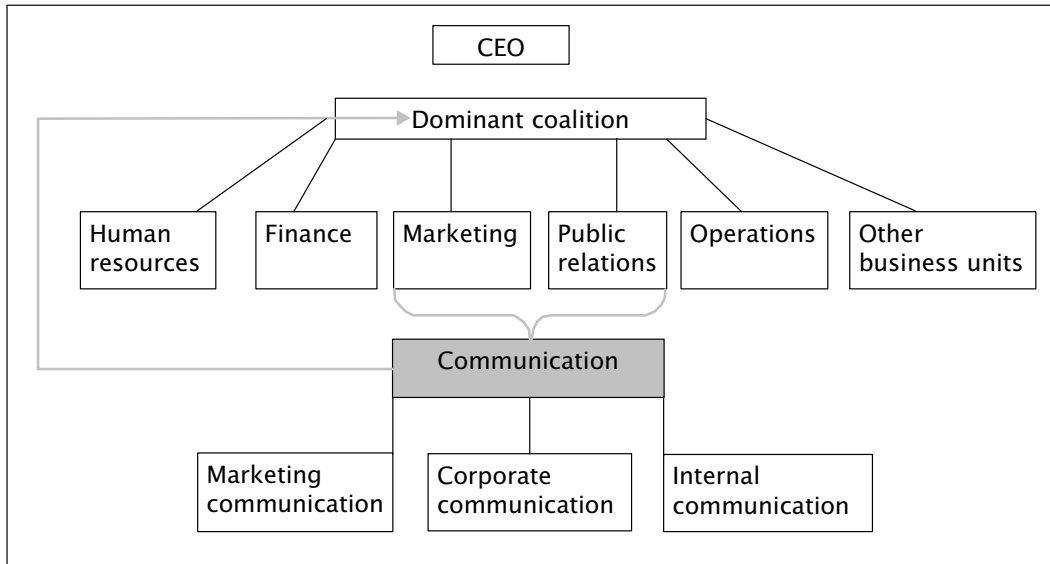 CEO
Dominant coalition
Human
resources
Finance
Marketing
Public
relations
Operations
Other
business units
Communication
Marketing
communication
Corporate
communication
Internal
communication